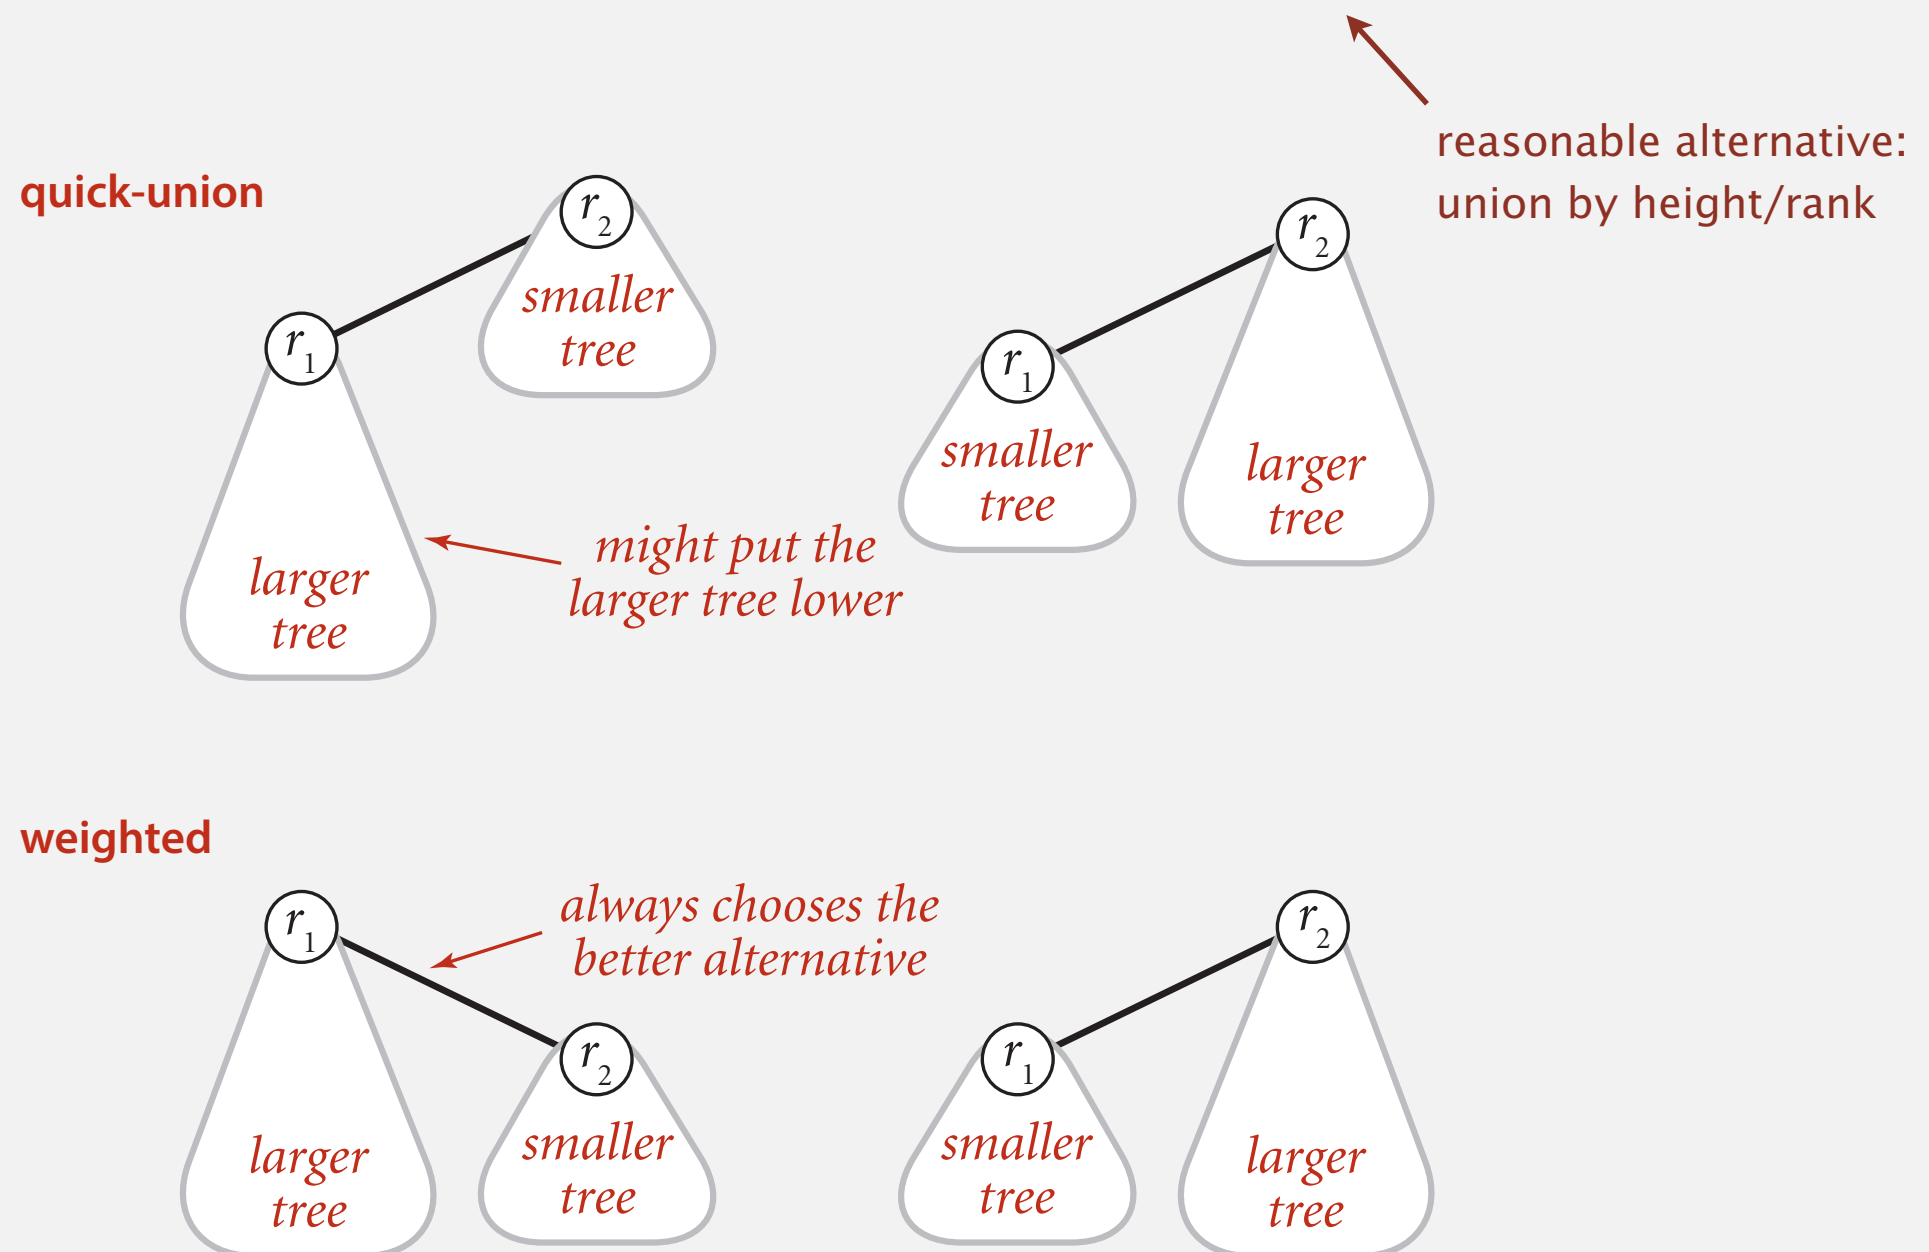 reasonable alternative:
union by height/rank
quick-union
r2
smaller
tree
r1
larger
tree
might put the
larger tree lower
r2
r1
smaller
tree
larger
tree
weighted
r1
always chooses the
better alternative
r2
larger
tree
smaller
tree
r2
r1
smaller
tree
larger
tree